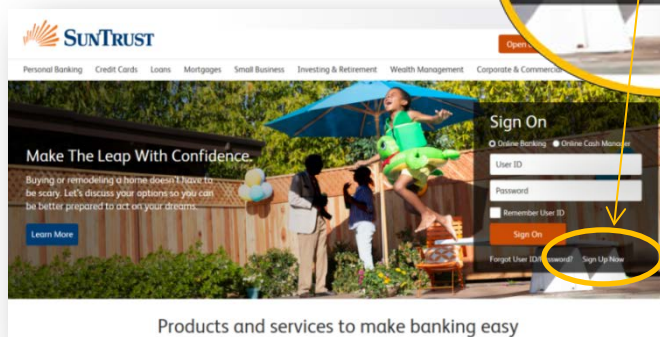 SUNTRUST
Open
Personal Banking Credit Cards Loans Mortgages Small Business Investing & Retirement Wealth Management Corporate & Commercial
Sign On
Online Banking Online Cash Manager
Make The Leap With Confidence.
User ID
Buying or remodeling a home doesn't have to
be scary. Let's discuss your options so you can
be better prepared to act on your dreams.
Password
Remember User ID
Learn More
Sign On
Forgot User ID/Password? Sign Up Now
Products and services to make banking easy